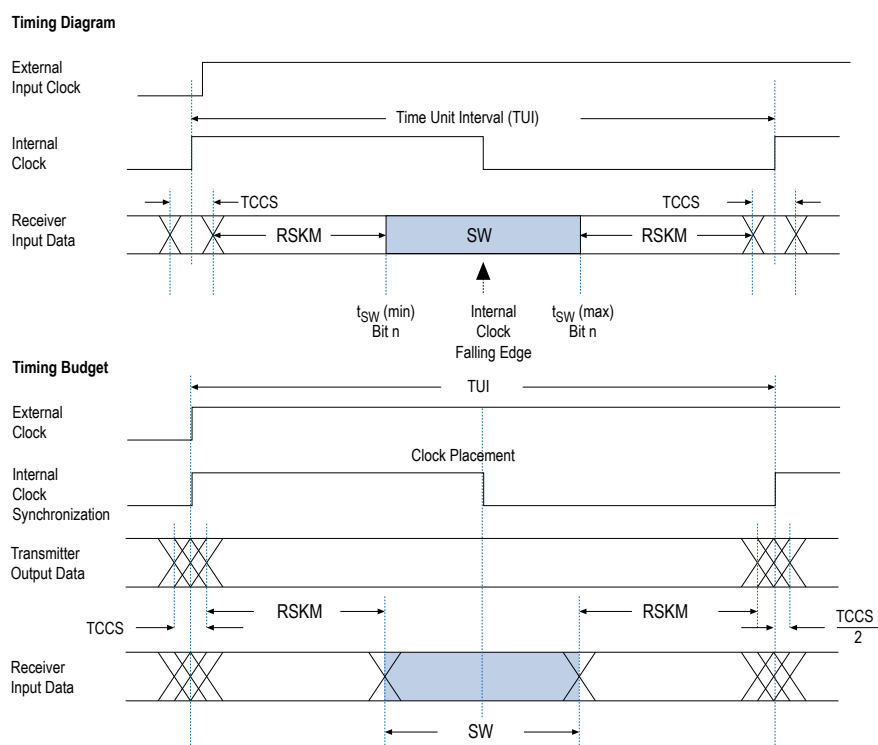 Timing Diagram
External
Input Clock
Time Unit Interval (TUI)
Internal
Clock
TCCS
TCCS
Receiver
Input Data
RSKM
SW
RSKM
tSW (min)
Bit n
Internal
Clock
Falling Edge
tSW (max)
Bit n
Timing Budget
TUI
External
Clock
Clock Placement
Internal
Clock
Synchronization
Transmitter
Output Data
RSKM
RSKM
TCCS
TCCS
2
Receiver
Input Data
SW